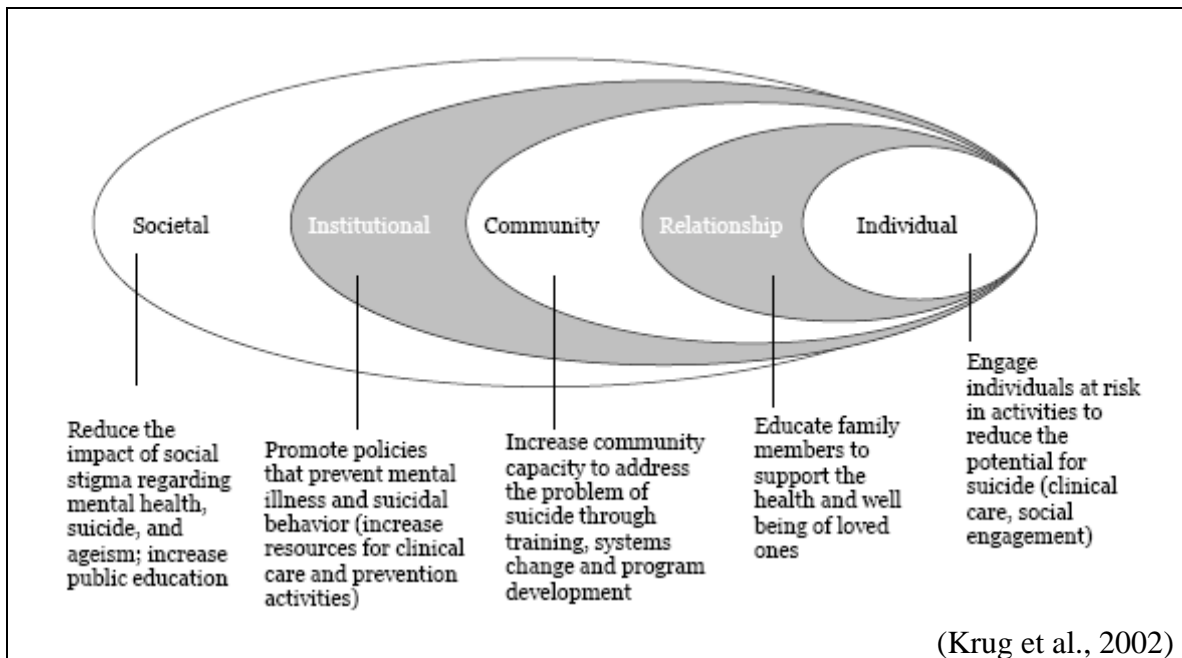 Societal
Institutional
Community
Relationship
Individual
Reduce the
impact of social
stigma regarding
mental health,
suicide, and
ageism; increase
public education
Promote policies
that prevent mental
illness and suicidal
behavior (increase
resources for clinical
care and prevention
activities)
Increase community
capacity to address
the problem of
suicide through
training, systems
change and program
development
Educate family
members to
support the
health and well
being of loved
ones
Engage
individuals at risk
in activities to
reduce the
potential for
suicide (clinical
care, social
engagement)
(Krug et al., 2002)